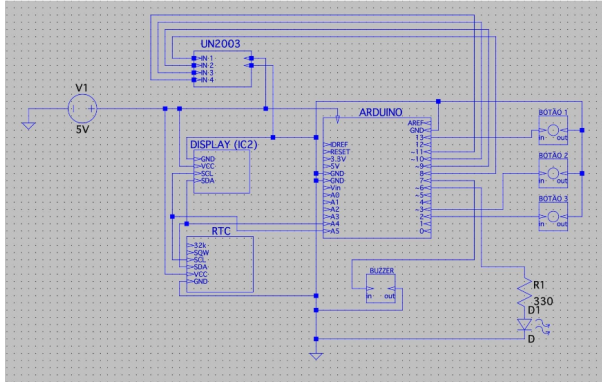 UN2003
IN 1
IN 2
IN 3
IN 4
V1
5V
DISPLAY (IC2)
GND
VCC
SCL
SDA
RTC
32k
SQW
SCL
SDA
VCC
GND
ARDUINO
IDREF
RESET
3.3V
5V
GND
GND
Vin
A0
A1
A2
A3
A4
A5
AREF
GND
13
12
~11
~10
~9
8
7
~6
~5
4
~3
2
1
0
BOTÃO 1
in out
BOTÃO 2
in out
BOTÃO 3
in out
BUZZER
in out
R1
330
D1
D